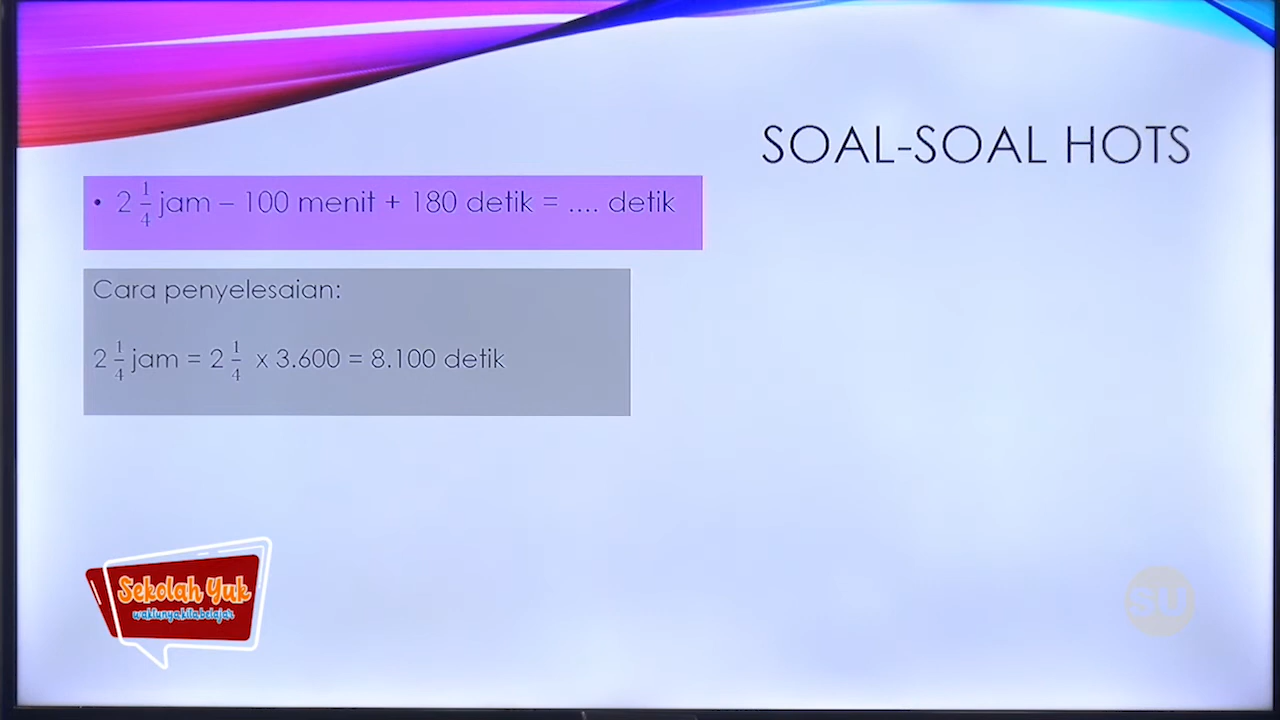 SOAL-SOAL HOTS
• 2 1/4 jam – 100 menit + 180 detik = .... detik
Cara penyelesaian:
2 1/4 jam = 2 1/4 x 3.600 = 8.100 detik
Sekolah Yuk
waktunya kita belajar
SU